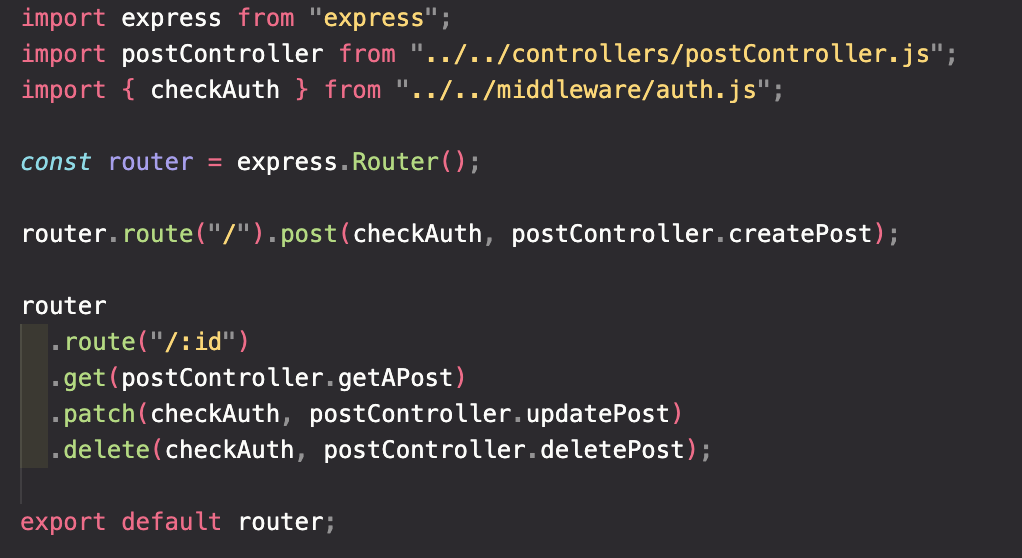 import express from "express";
import postController from "../../controllers/postController.js";
import { checkAuth } from "../../middleware/auth.js";
const router = express.Router();
router.route("/").post(checkAuth, postController.createPost);
router
.route("/:id")
.get(postController.getAPost)
.patch(checkAuth, postController.updatePost)
.delete(checkAuth, postController.deletePost);
export default router;